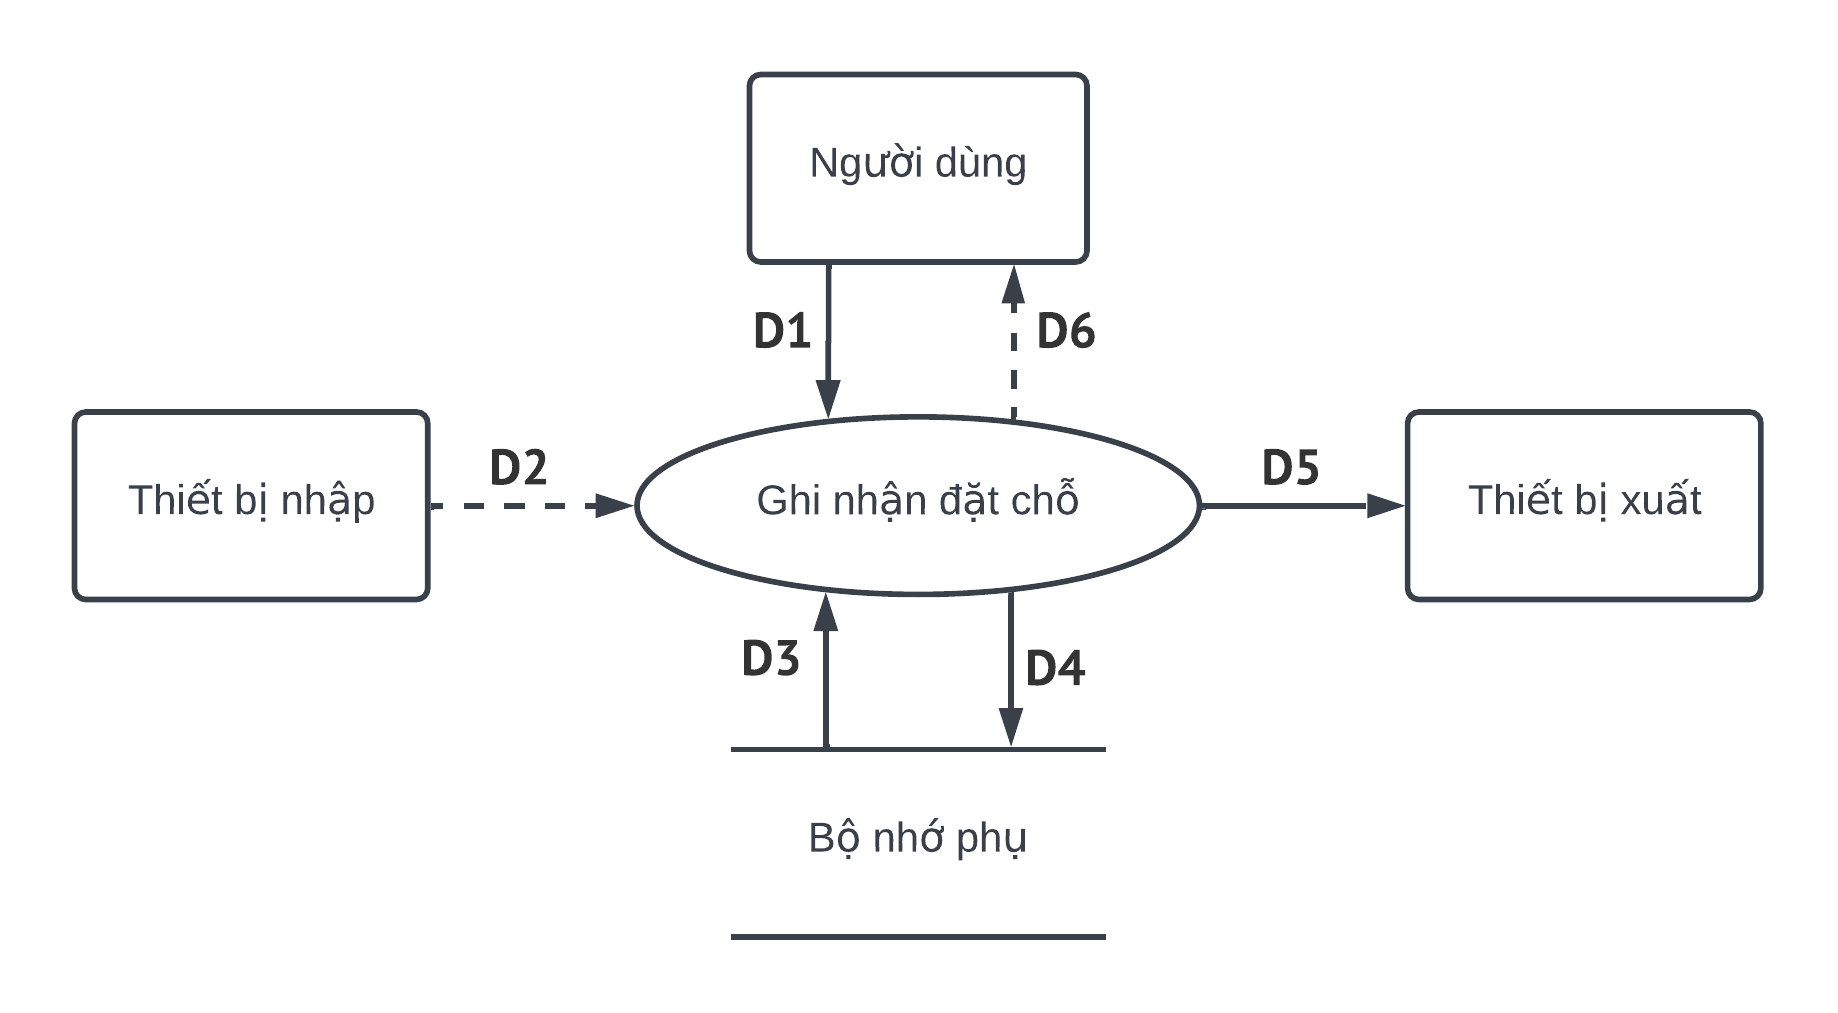 Người dùng
D1
D6
Thiết bị nhập
D2
Ghi nhận đặt chỗ
D5
Thiết bị xuất
D3
D4
Bộ nhớ phụ